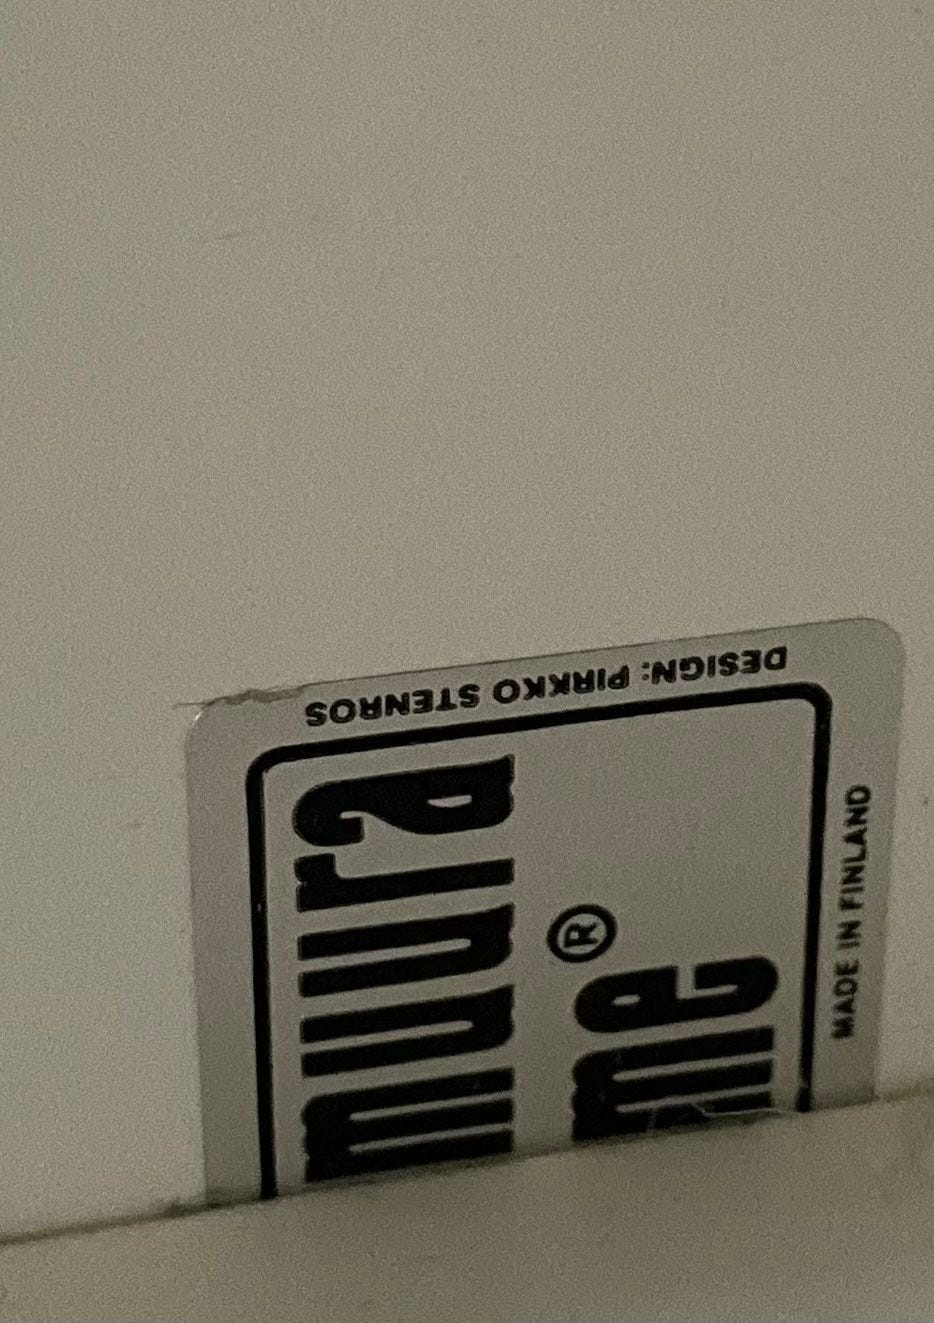 DESIGN: PIRKKO STENROS
muura
me®
MADE IN FINLAND